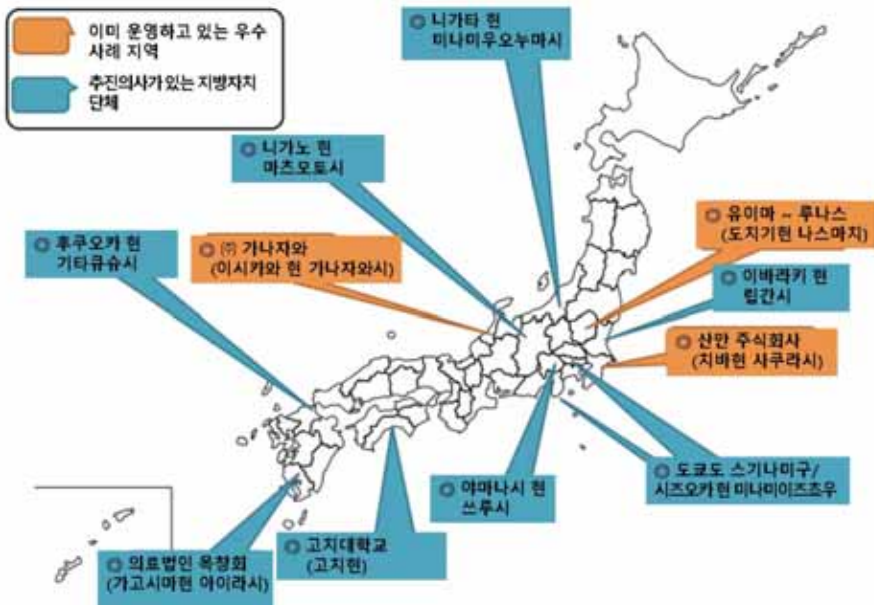 이미 운영하고 있는 우수
사례 지역
추진의사가 있는 지방자치
단체
◎ 니가타 현
미나미우오누마시
◎ 니가노 현
마츠모토시
◎ 후쿠오카 현
기타큐슈시
◎ ㈜ 가나자와
(이시카와 현 가나자와시)
◎ 유이마 ~ 루나스
(도치기현 나스마치)
◎ 이바라키 현
립간시
◎ 산만 주식회사
(치바현 사쿠라시)
◎ 도쿄도 스기나미구/
시즈오카 현 미나미이즈쵸우
◎ 야마나시 현
쓰루시
◎ 고치대학교
(고치현)
◎ 의료법인 옥창회
(가고시마현 아이라시)